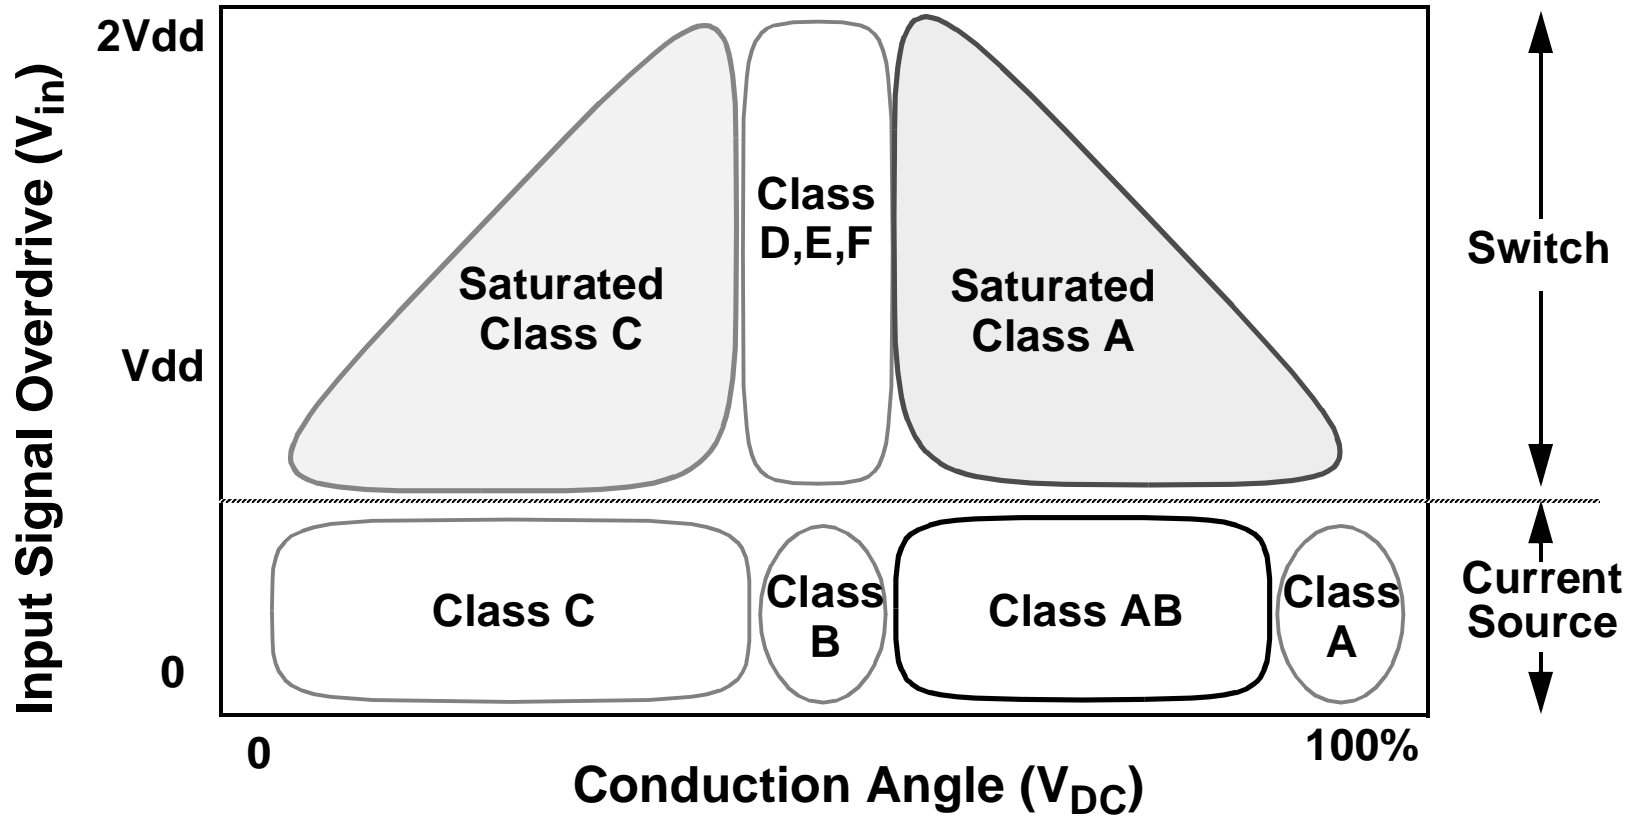 2Vdd
Vdd
0
Input Signal Overdrive (Vin)
Class
D,E,F
Saturated
Class C
Saturated
Class A
Switch
Class C
Class
B
Class AB
Class
A
Current
Source
0
100%
Conduction Angle (VDC)